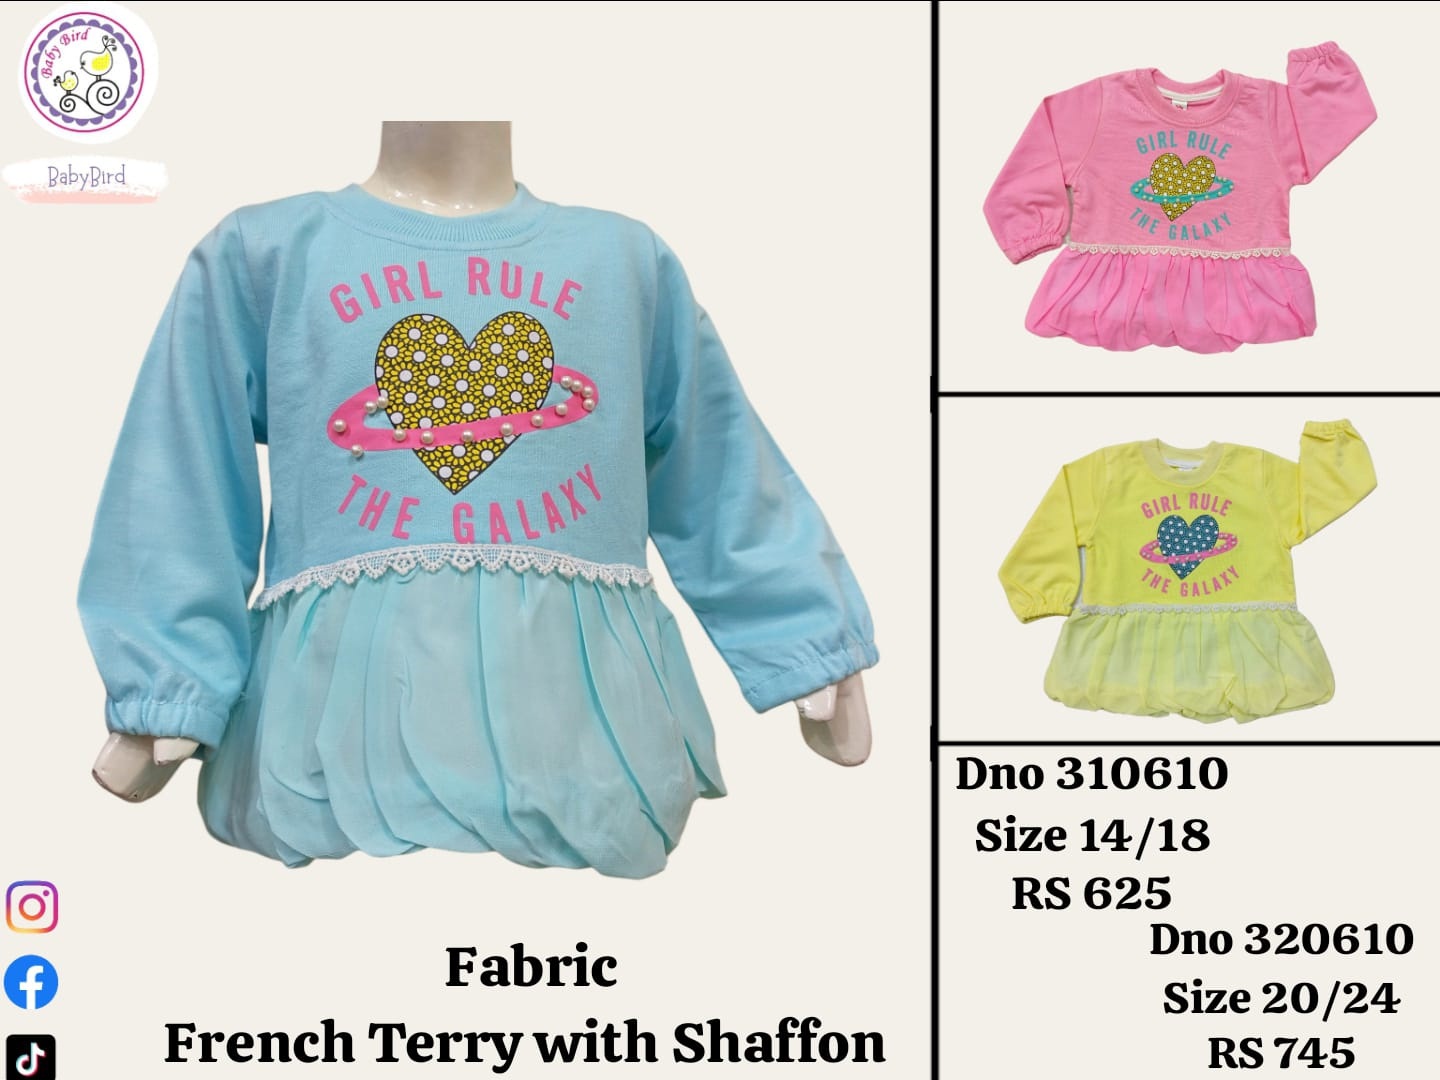 Baby Bird
BabyBird
GIRL RULE
THE GALAXY
Fabric
French Terry with Shaffon
GIRL RULE
THE GALAXY
GIRL RULE
THE GALAXY
Dno 310610
Size 14/18
RS 625
Dno 320610
Size 20/24
RS 745